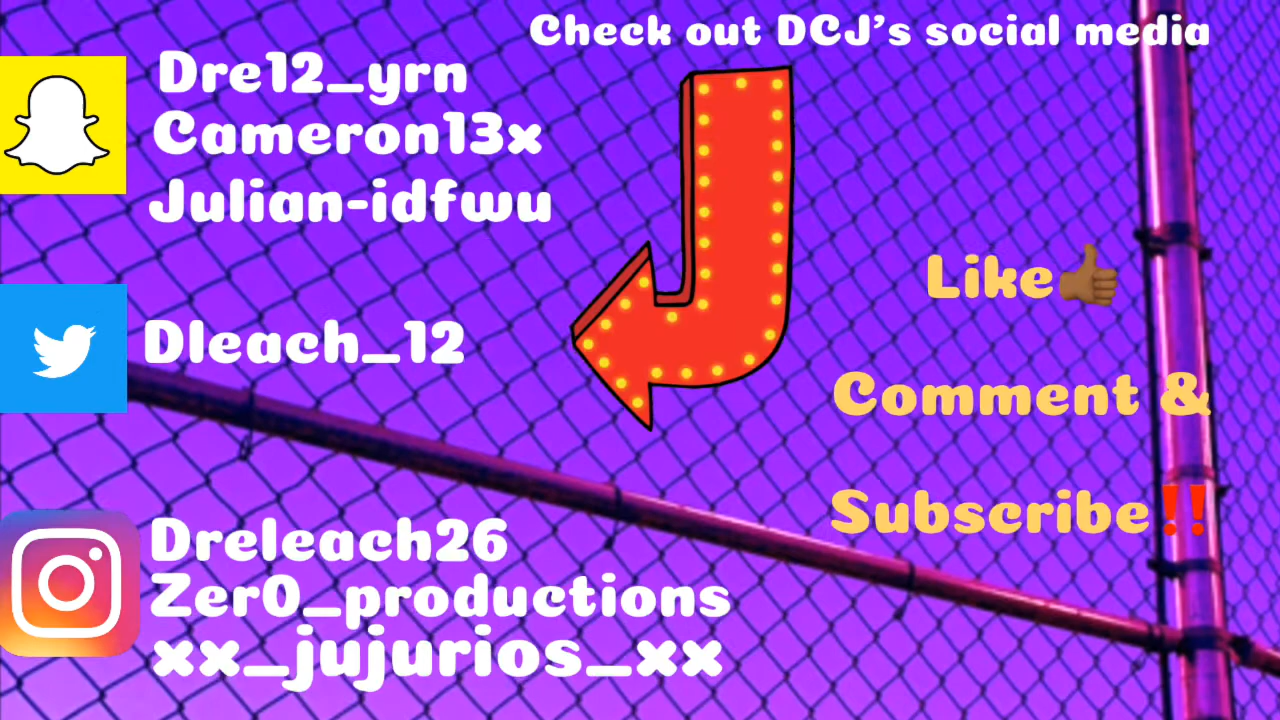 Check out DCJ’s social media
Dre12_yrn
Cameron13x
Julian-idfwu
Dleach_12
Dreleach26
Zer0_productions
xx_jujurios_xx
Like👍🏾
Comment &
Subscribe‼️